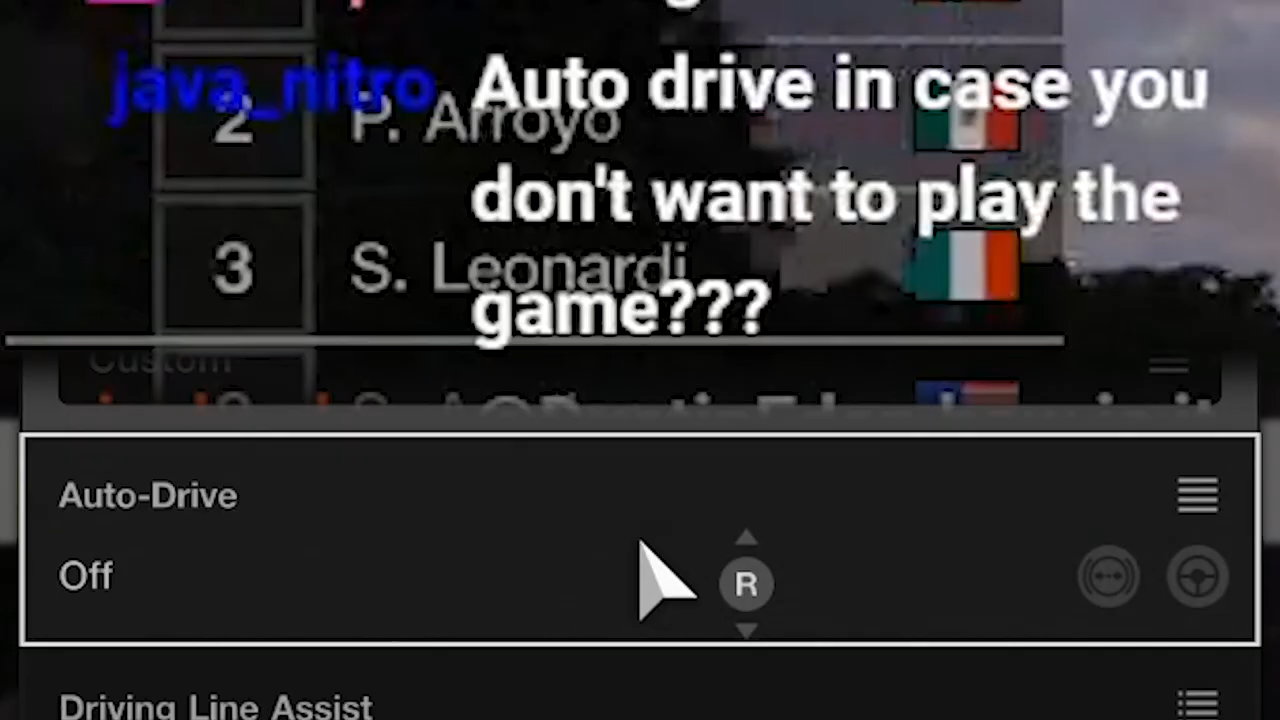 java_nitro Auto drive in case you
2 P. Arroyo
don't want to play the
3 S. Leonardi
game???
Custom
Auto-Drive
Off
R
Driving Line Assist